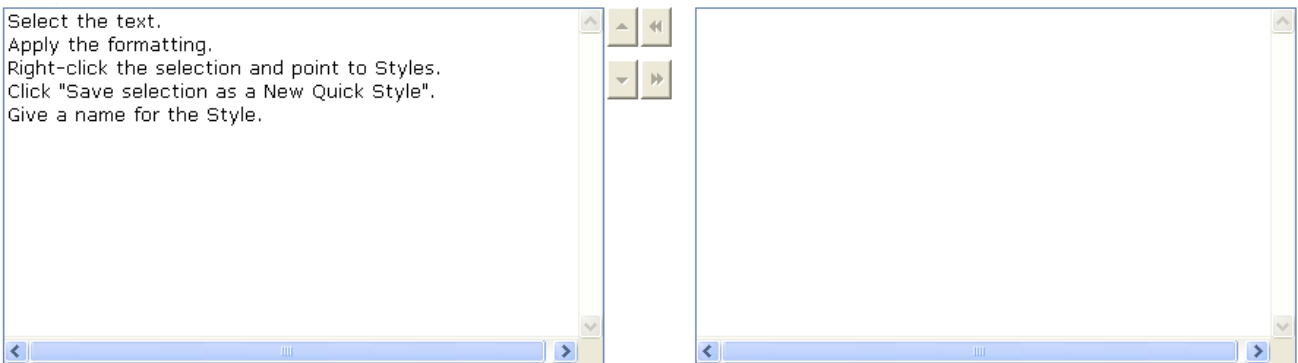 Select the text.
Apply the formatting.
Right-click the selection and point to Styles.
Click "Save selection as a New Quick Style".
Give a name for the Style.